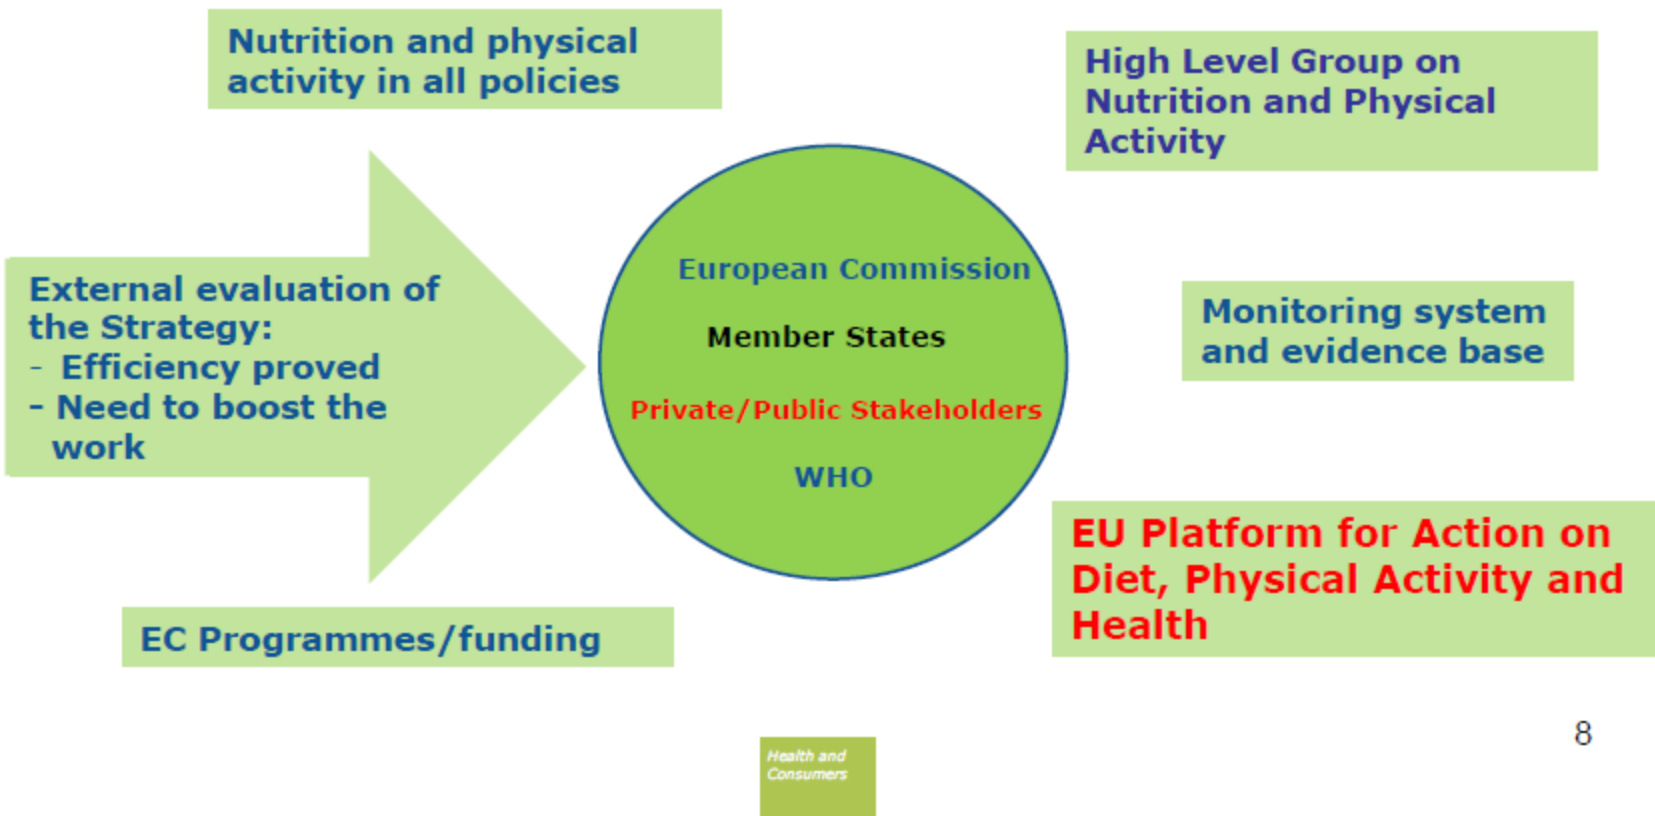 Nutrition and physical
activity in all policies
High Level Group on
Nutrition and Physical
Activity
External evaluation of
the Strategy:
- Efficiency proved
- Need to boost the
work
European Commission
Member States
Private/Public Stakeholders
WHO
Monitoring system
and evidence base
EU Platform for Action on
Diet, Physical Activity and
Health
EC Programmes/funding
Health and
Consumers
8